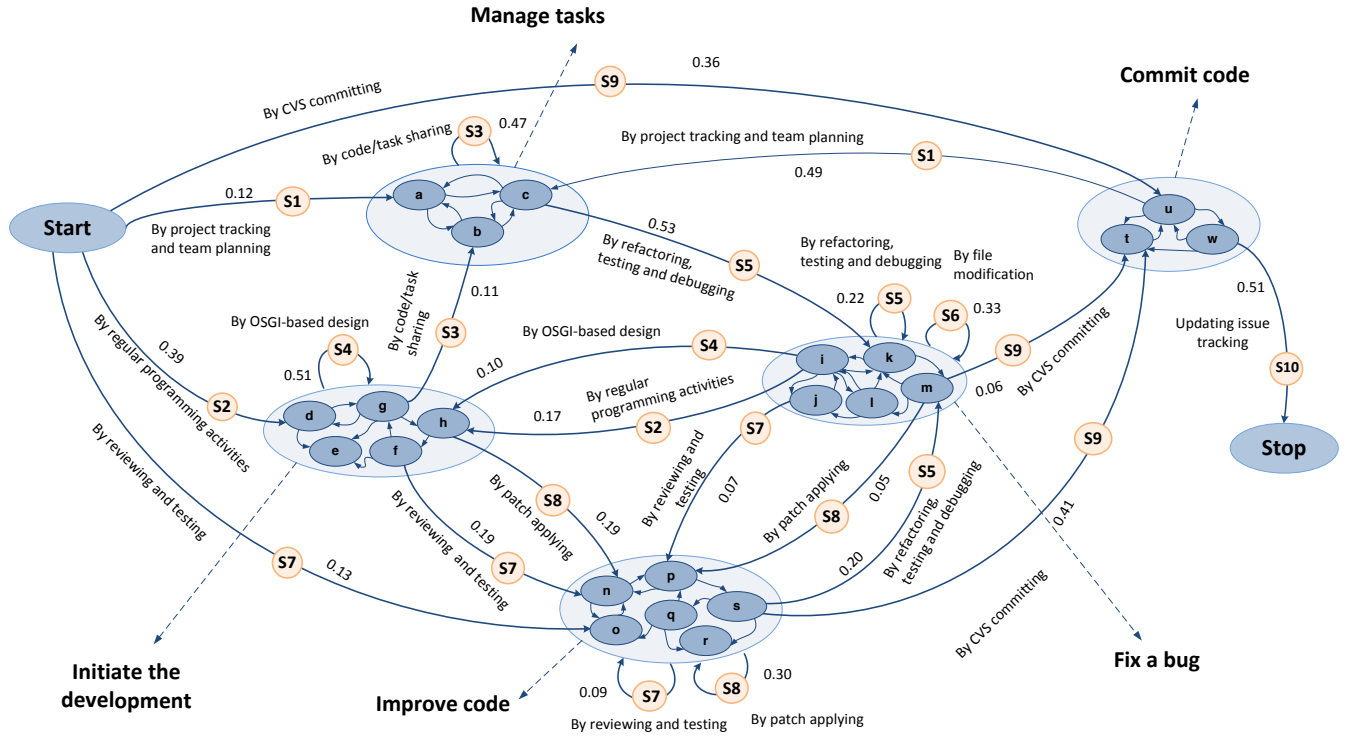 Manage tasks
0.36
S9
Commit code
By CVS committing
By code/task sharing
S3
0.47
By project tracking and team planning
S1
0.49
0.12
S1
a
c
b
u
t
w
Start
By project tracking
and team planning
0.53
By refactoring,
testing and debugging
S5
By refactoring,
testing and debugging
By file
modification
0.22
S5
S6
0.33
0.51
Updating issue
tracking
S10
Stop
0.11
By code/task
sharing
S3
By OSGI-based design
S4
0.51
By OSGI-based design
S4
0.10
By regular
programming activities
S2
0.17
0.39
By regular programming activities
S2
d
g
h
e
f
i
k
m
j
l
S9
0.06
By CVS committing
S7
By reviewing and
testing
0.07
By patch applying
S8
0.05
S5
By refactoring,
testing and debugging
0.20
S9
0.41
By CVS committing
By reviewing and testing
S7
0.13
By patch applying
S8
0.19
By reviewing and testing
S7
0.19
n
p
s
q
o
r
0.09
S7
By reviewing and testing
S8
0.30
By patch applying
Initiate the
development
Improve code
Fix a bug